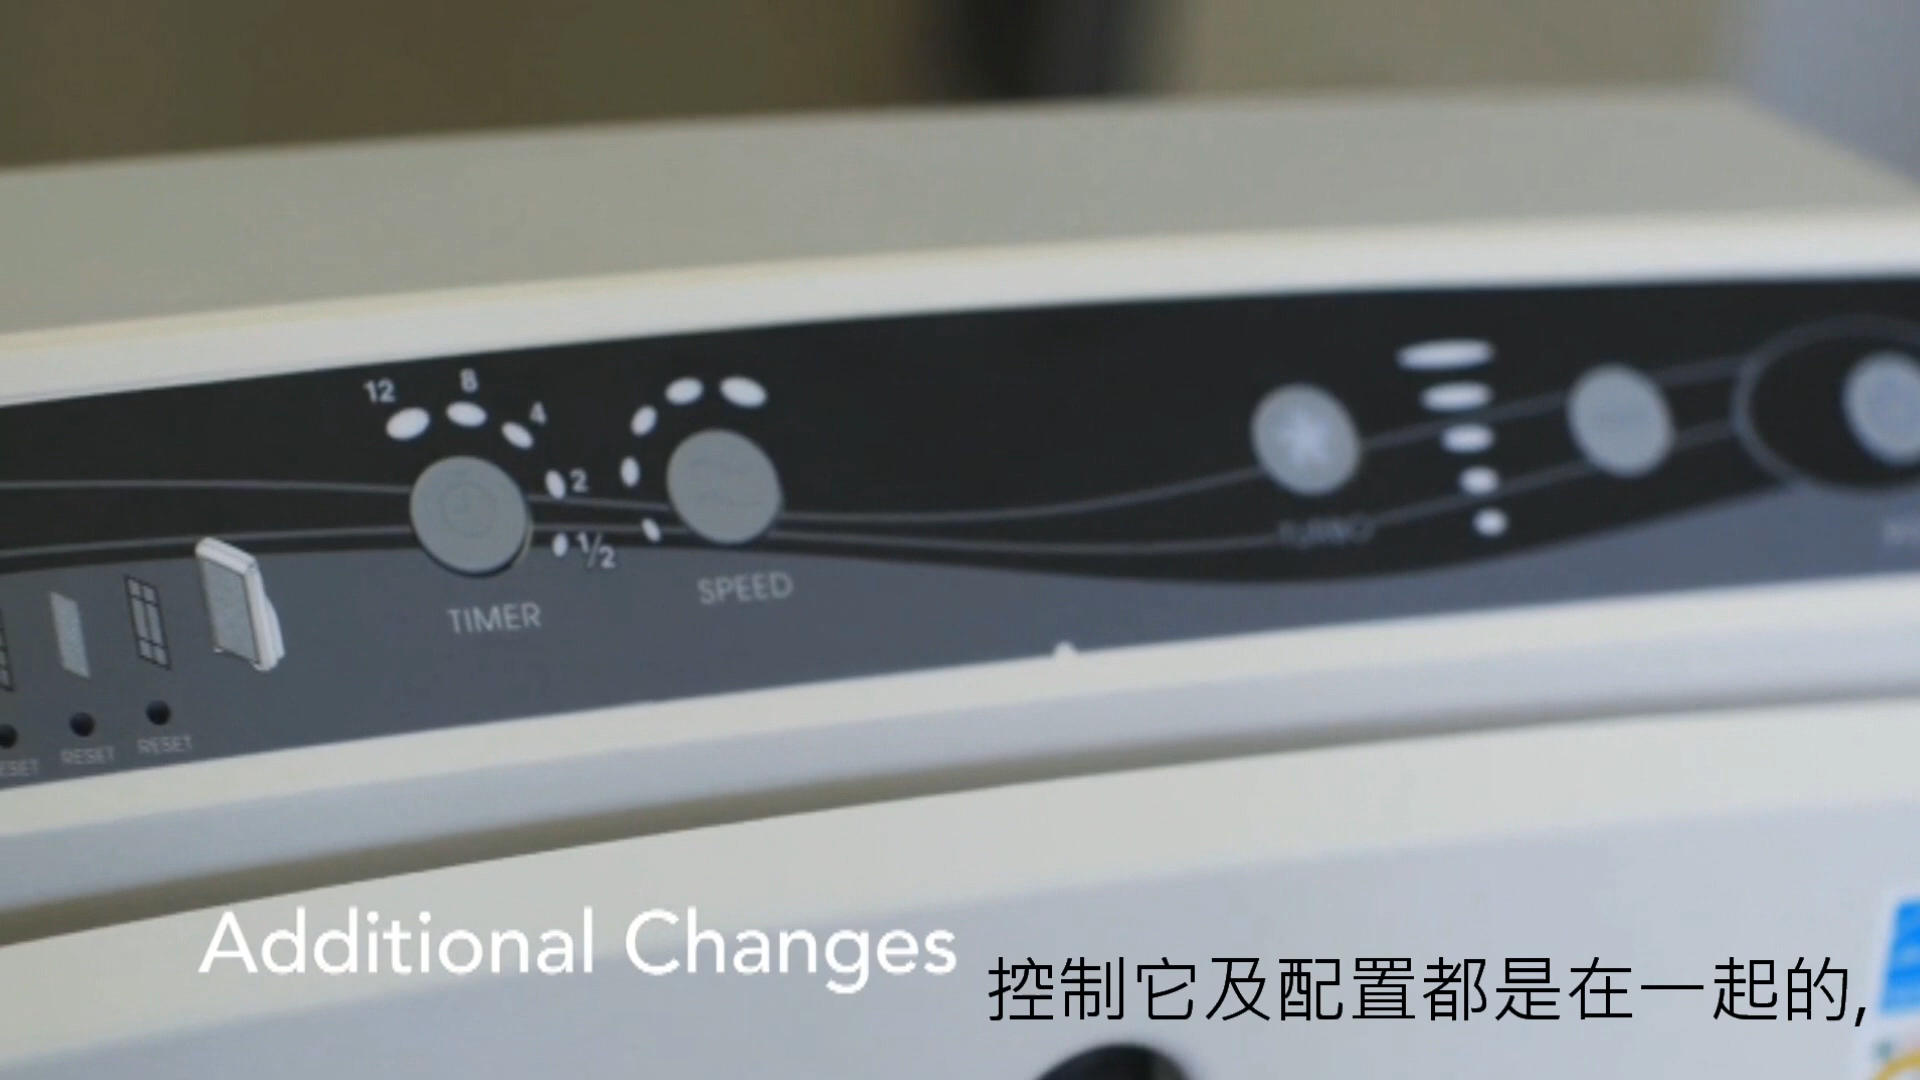 12
8
4
2
1/2
TIMER
SPEED
TURBO
RESET
RESET
Additional Changes
控制它及配置都是在一起的,